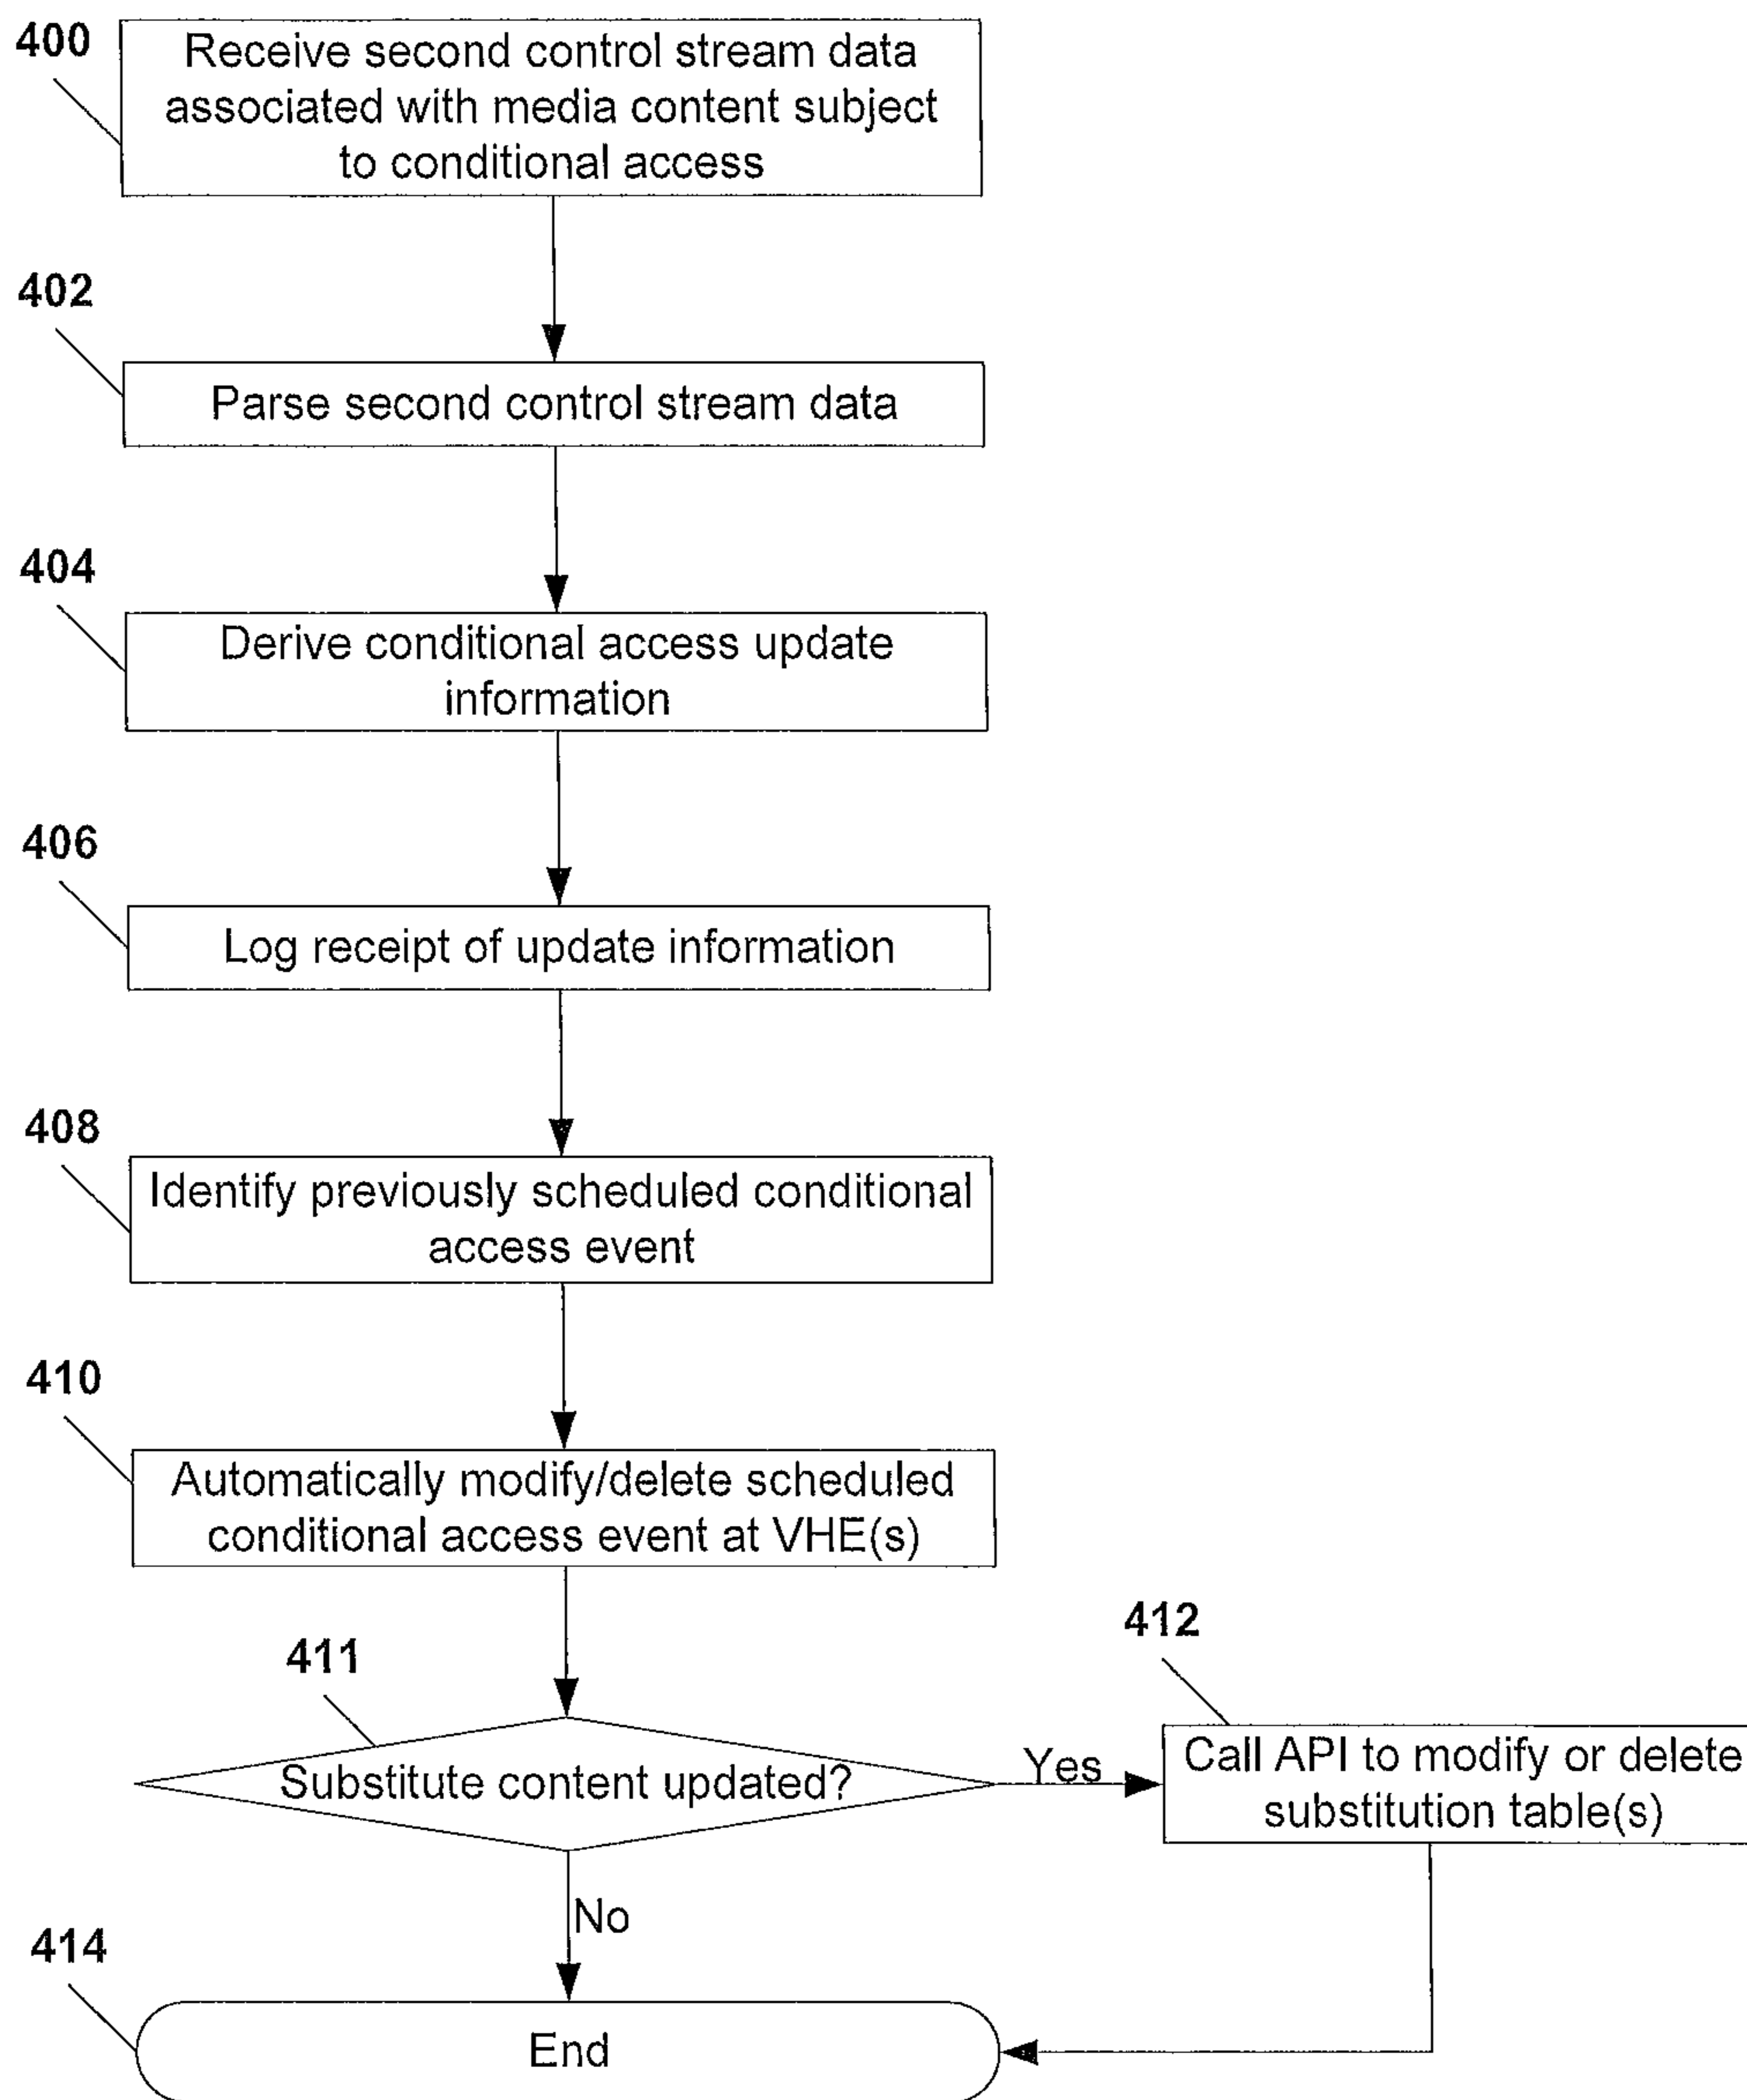 400
Receive second control stream data
associated with media content subject
to conditional access
402
Parse second control stream data
404
Derive conditional access update
information
406
Log receipt of update information
408
Identify previously scheduled conditional
access event
410
Automatically modify/delete scheduled
conditional access event at VHE(s)
411
Substitute content updated?
Yes
412
Call API to modify or delete
substitution table(s)
No
414
End